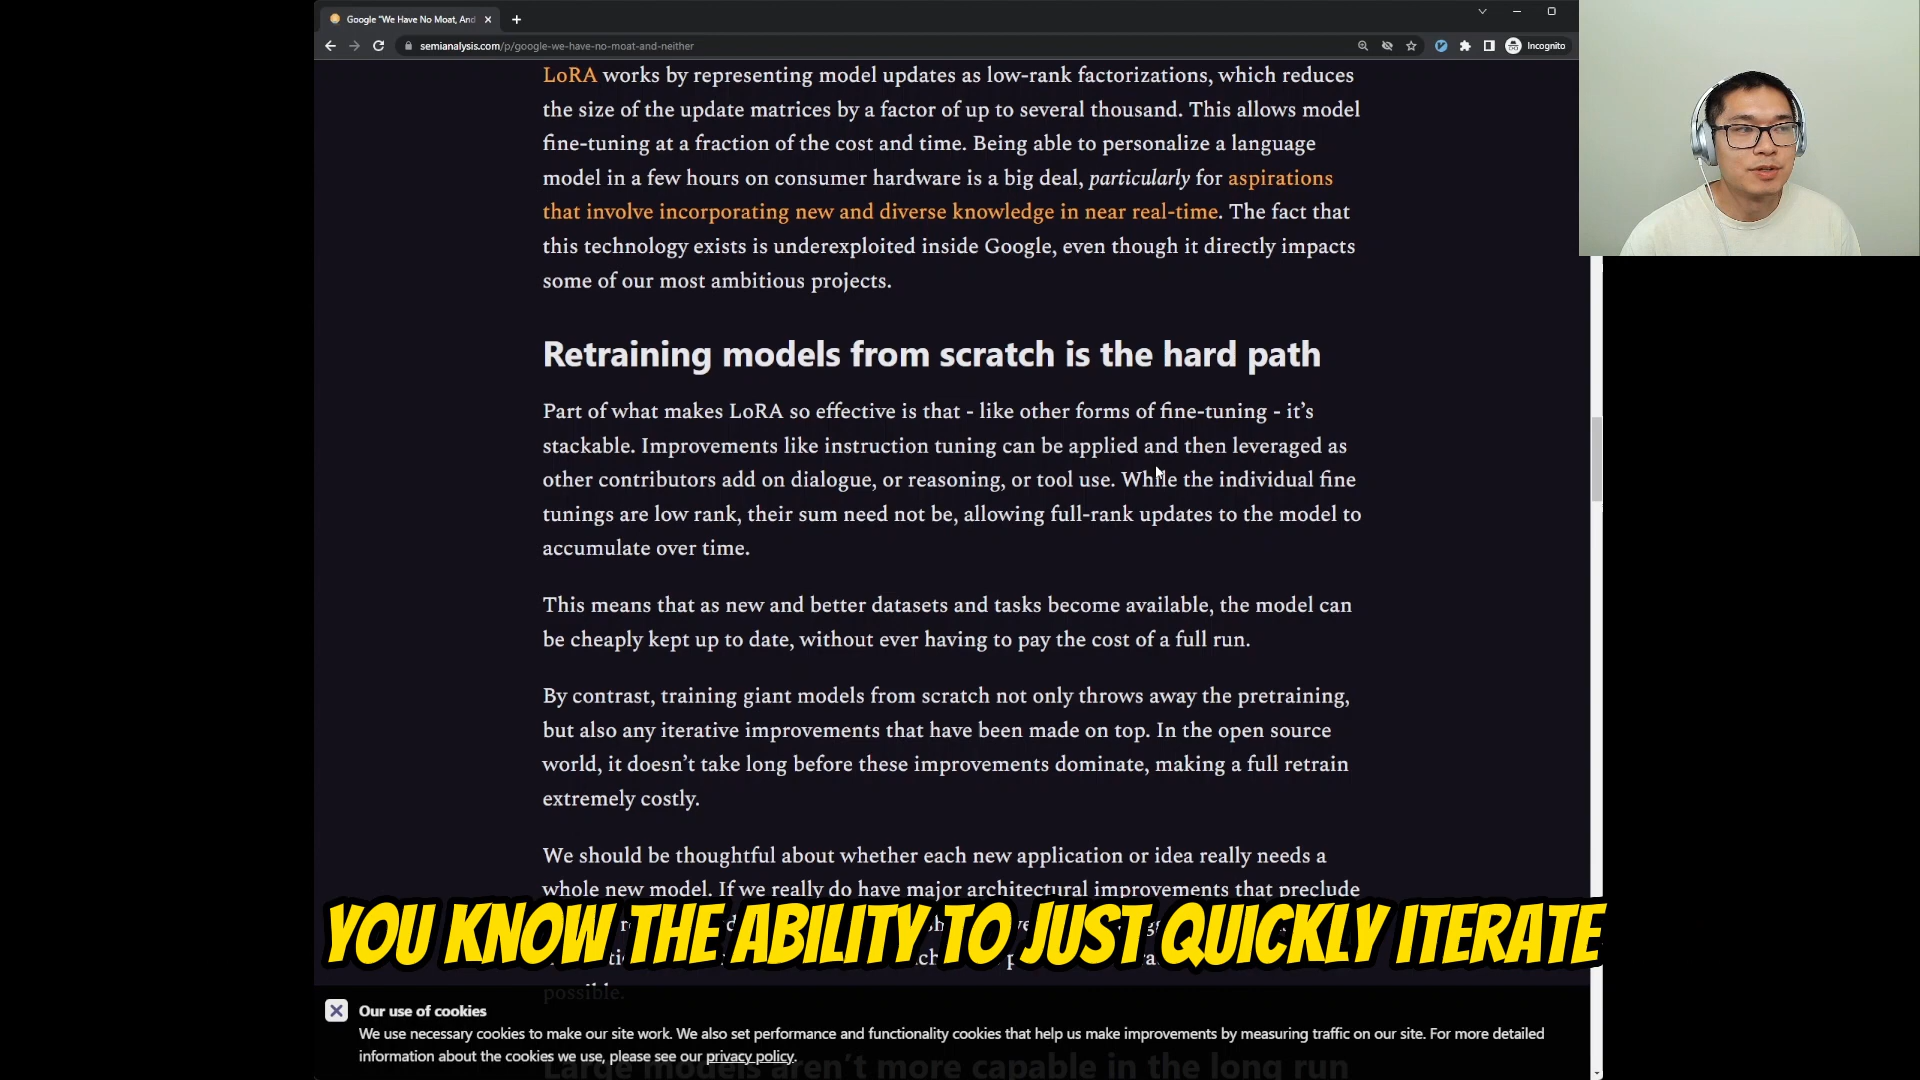 Google "We Have No Moat, And
semianalysis.com/p/google-we-have-no-moat-and-neither
Incognito
LoRA works by representing model updates as low-rank factorizations, which reduces
the size of the update matrices by a factor of up to several thousand. This allows model
fine-tuning at a fraction of the cost and time. Being able to personalize a language
model in a few hours on consumer hardware is a big deal, particularly for aspirations
that involve incorporating new and diverse knowledge in near real-time. The fact that
this technology exists is underexploited inside Google, even though it directly impacts
some of our most ambitious projects.
Retraining models from scratch is the hard path
Part of what makes LoRA so effective is that - like other forms of fine-tuning - it's
stackable. Improvements like instruction tuning can be applied and then leveraged as
other contributors add on dialogue, or reasoning, or tool use. While the individual fine
tunings are low rank, their sum need not be, allowing full-rank updates to the model to
accumulate over time.
This means that as new and better datasets and tasks become available, the model can
be cheaply kept up to date, without ever having to pay the cost of a full run.
By contrast, training giant models from scratch not only throws away the pretraining,
but also any iterative improvements that have been made on top. In the open source
world, it doesn't take long before these improvements dominate, making a full retrain
extremely costly.
We should be thoughtful about whether each new application or idea really needs a
whole new model. If we really do have major architectural improvements that preclude
YOU KNOW THE ABILITY TO JUST QUICKLY ITERATE
possible.
Our use of cookies
We use necessary cookies to make our site work. We also set performance and functionality cookies that help us make improvements by measuring traffic on our site. For more detailed
information about the cookies we use, please see our privacy policy.
Large models aren't more capable in the long run